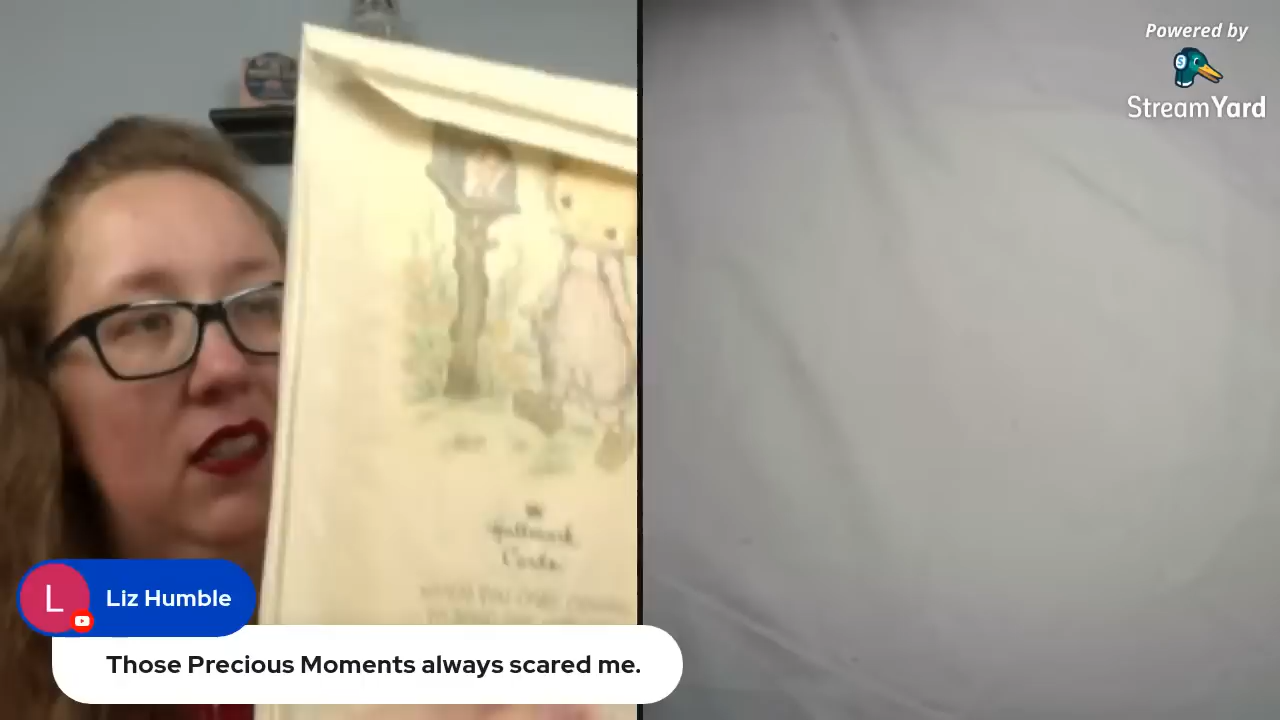 Powered by
StreamYard
Hallmark
Cards
L
Liz Humble
Those Precious Moments always scared me.